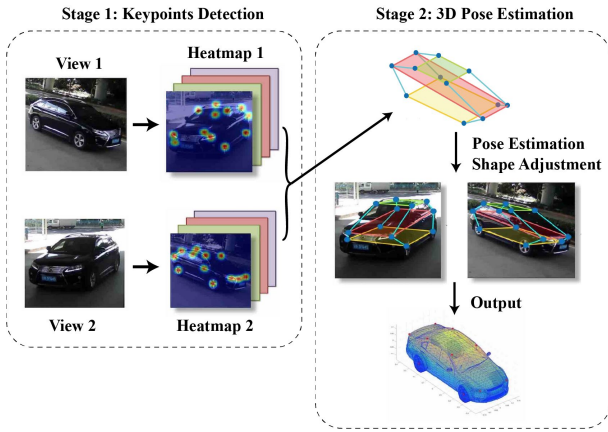 Stage 1: Keypoints Detection
Stage 2: 3D Pose Estimation
View 1
Heatmap 1
View 2
Heatmap 2
Pose Estimation
Shape Adjustment
Output